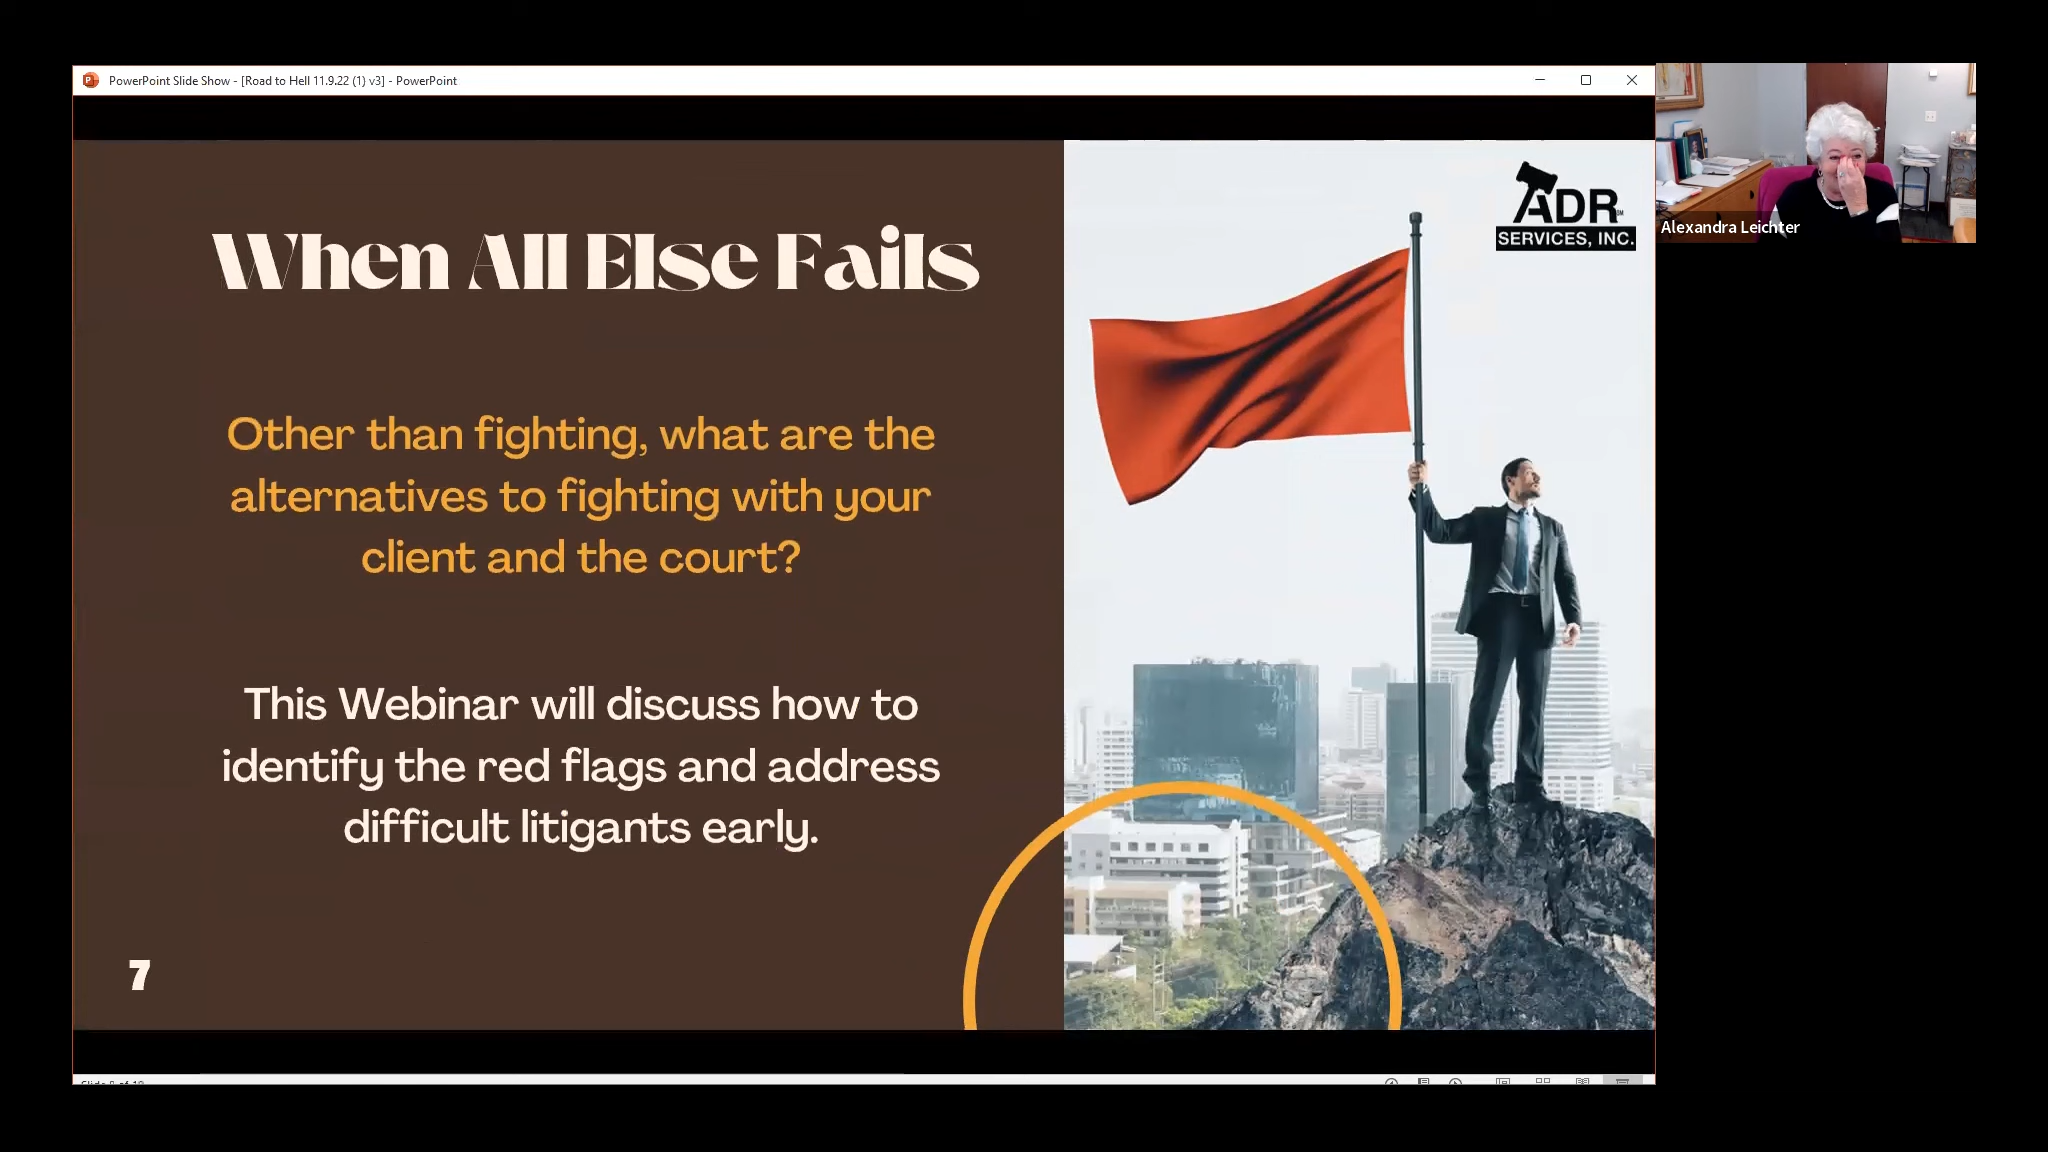 PowerPoint Slide Show - [Road to Hell 11.9.22 (1) v3] - PowerPoint
ADR
SERVICES, INC.
Alexandra Leichter
When All Else Fails
Other than fighting, what are the
alternatives to fighting with your
client and the court?
This Webinar will discuss how to
identify the red flags and address
difficult litigants early.
7